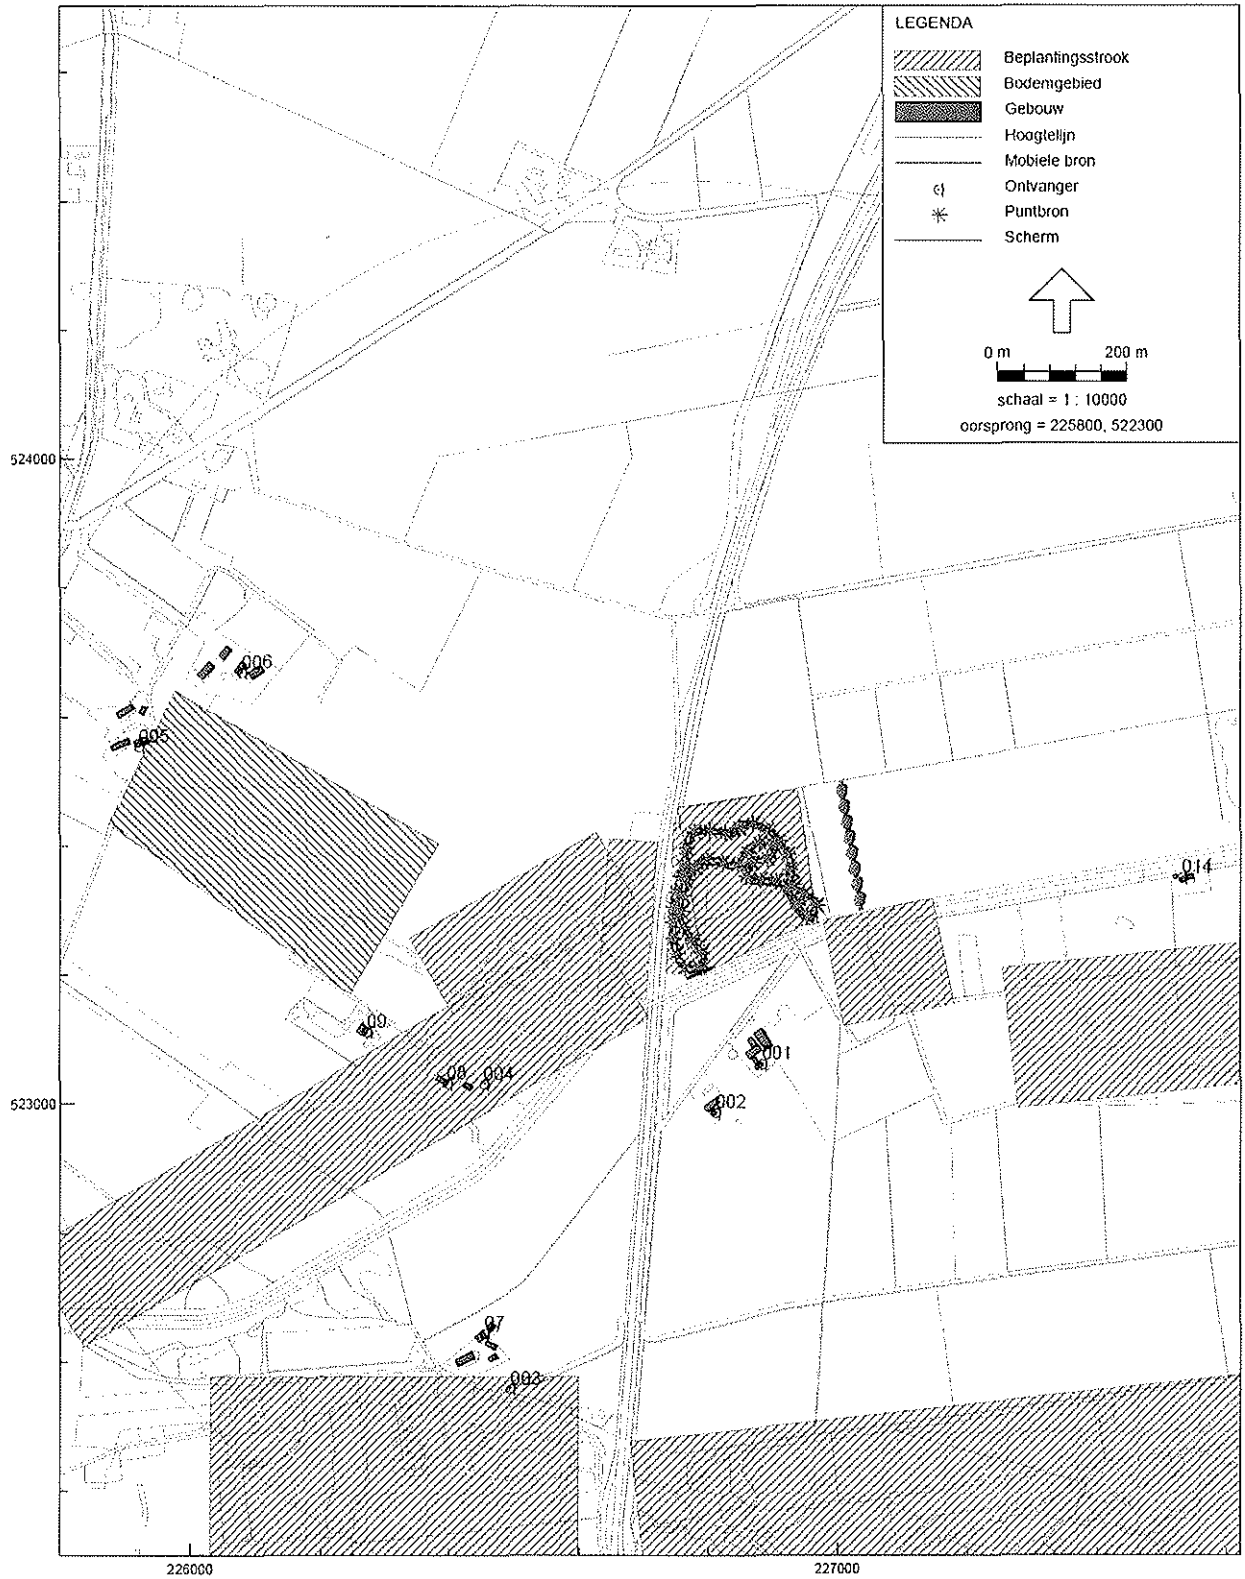 LEGENDA
Beplantingsstrook
Bodemgebied
Gebouw
Hoogtelijn
Mobiele bron
Ontvanger
Puntbron
Scherm
0 m 200 m
schaal = 1 : 10000
oorsprong = 225800, 522300
524000
006
005
014
09
001
08 004
523000
002
07
003
226000 227000